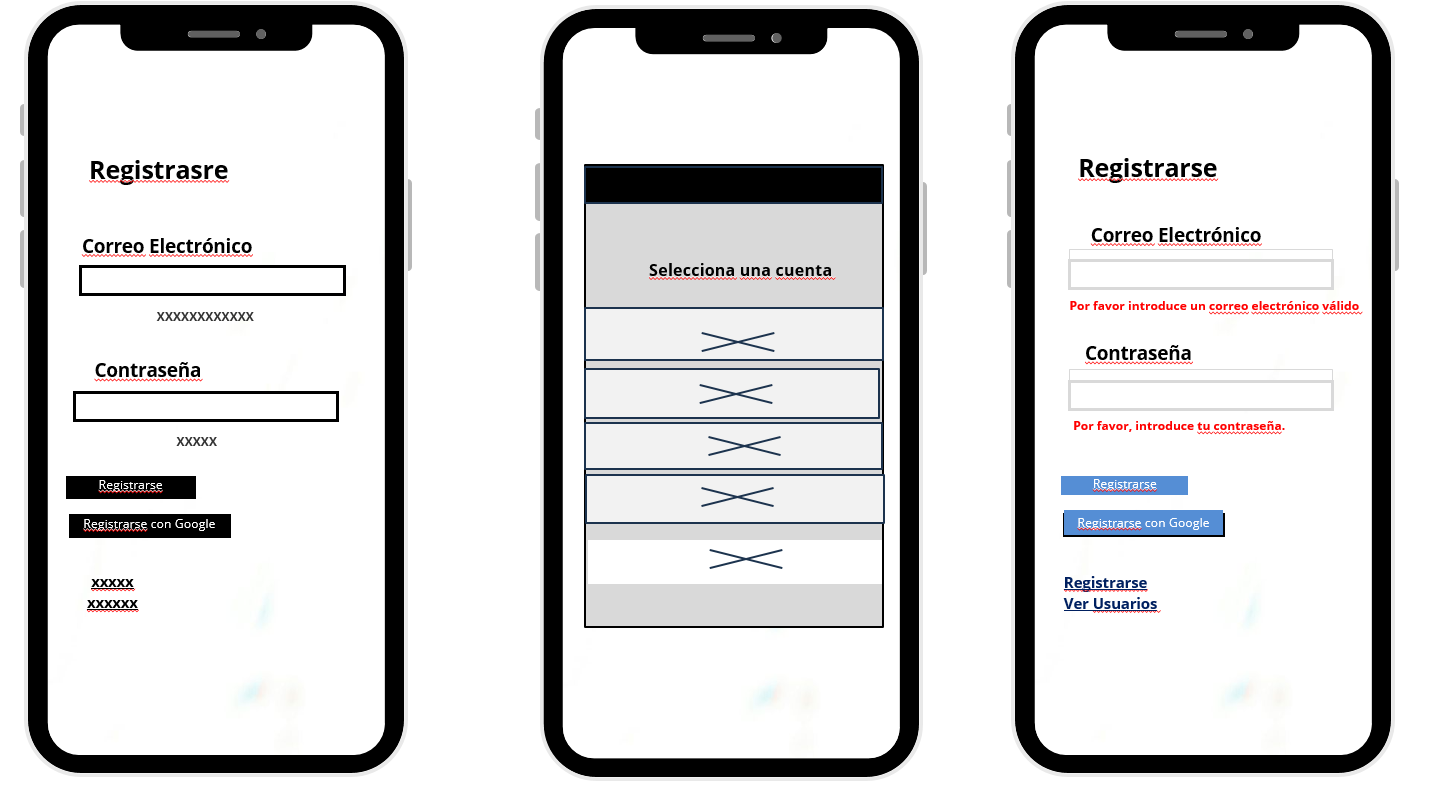 Registrasre
Correo Electrónico
xxxxxxxxxxxx
Contraseña
xxxxx
Registrarse
Registrarse con Google
xxxxx
xxxxxx
Selecciona una cuenta
Registrarse
Correo Electrónico
Por favor introduce un correo electrónico válido
Contraseña
Por favor, introduce tu contraseña.
Registrarse
Registrarse con Google
Registrarse
Ver Usuarios